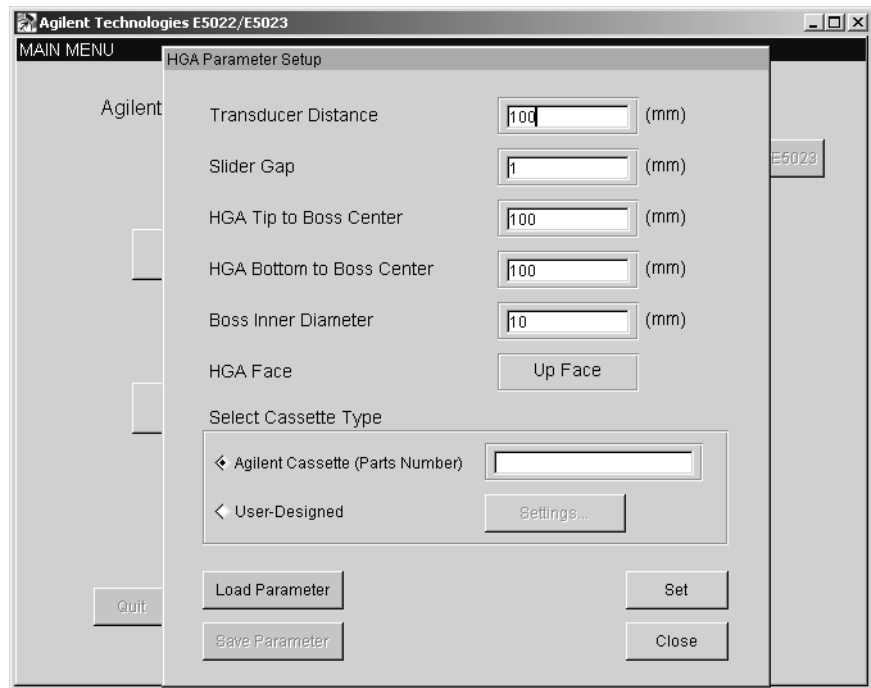 Agilent Technologies E5022/E5023
MAIN MENU
HGA Parameter Setup
Agilent
Transducer Distance 100 (mm)
E5023
Slider Gap 1 (mm)
HGA Tip to Boss Center 100 (mm)
HGA Bottom to Boss Center 100 (mm)
Boss Inner Diameter 10 (mm)
HGA Face Up Face
Select Cassette Type
Agilent Cassette (Parts Number)
User-Designed Settings...
Load Parameter Set
Quit
Save Parameter Close